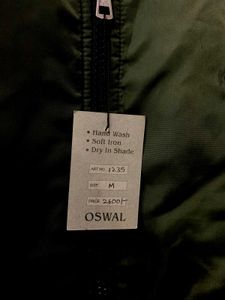 • Hand Wash
• Soft Iron
• Dry In Shade
ART NO. 1235
SIZE M
PRICE 2600/-
OSWAL